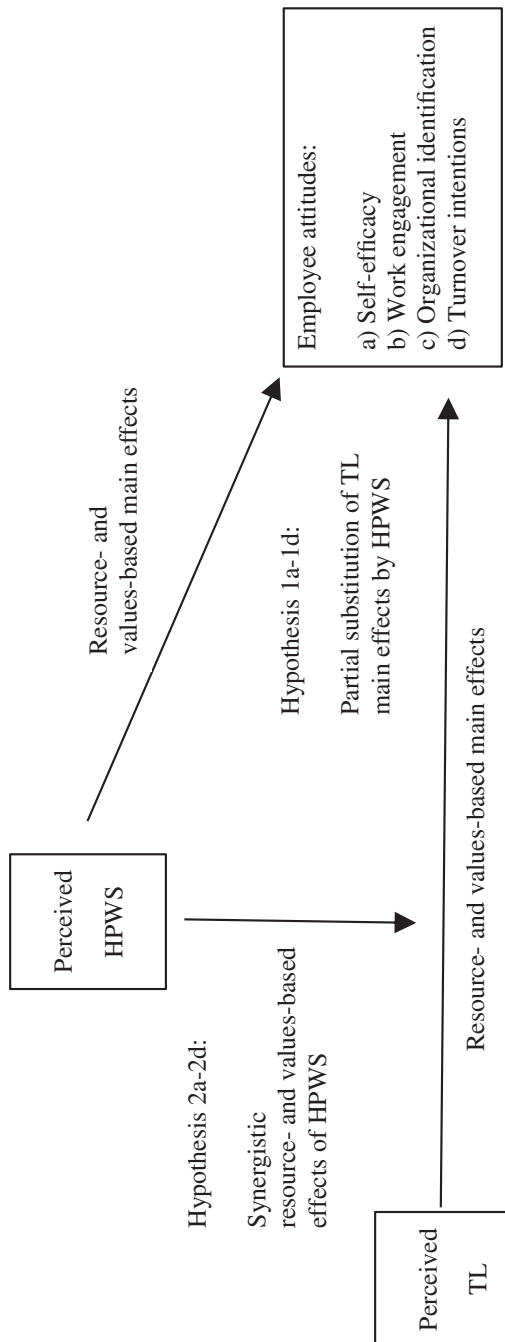 Perceived
HPWS
Resource- and
values-based main effects
Hypothesis 2a-2d:
Synergistic
resource- and values-based
effects of HPWS
Hypothesis 1a-1d:
Partial substitution of TL
main effects by HPWS
Employee attitudes:
a) Self-efficacy
b) Work engagement
c) Organizational identification
d) Turnover intentions
Perceived
TL
Resource- and values-based main effects